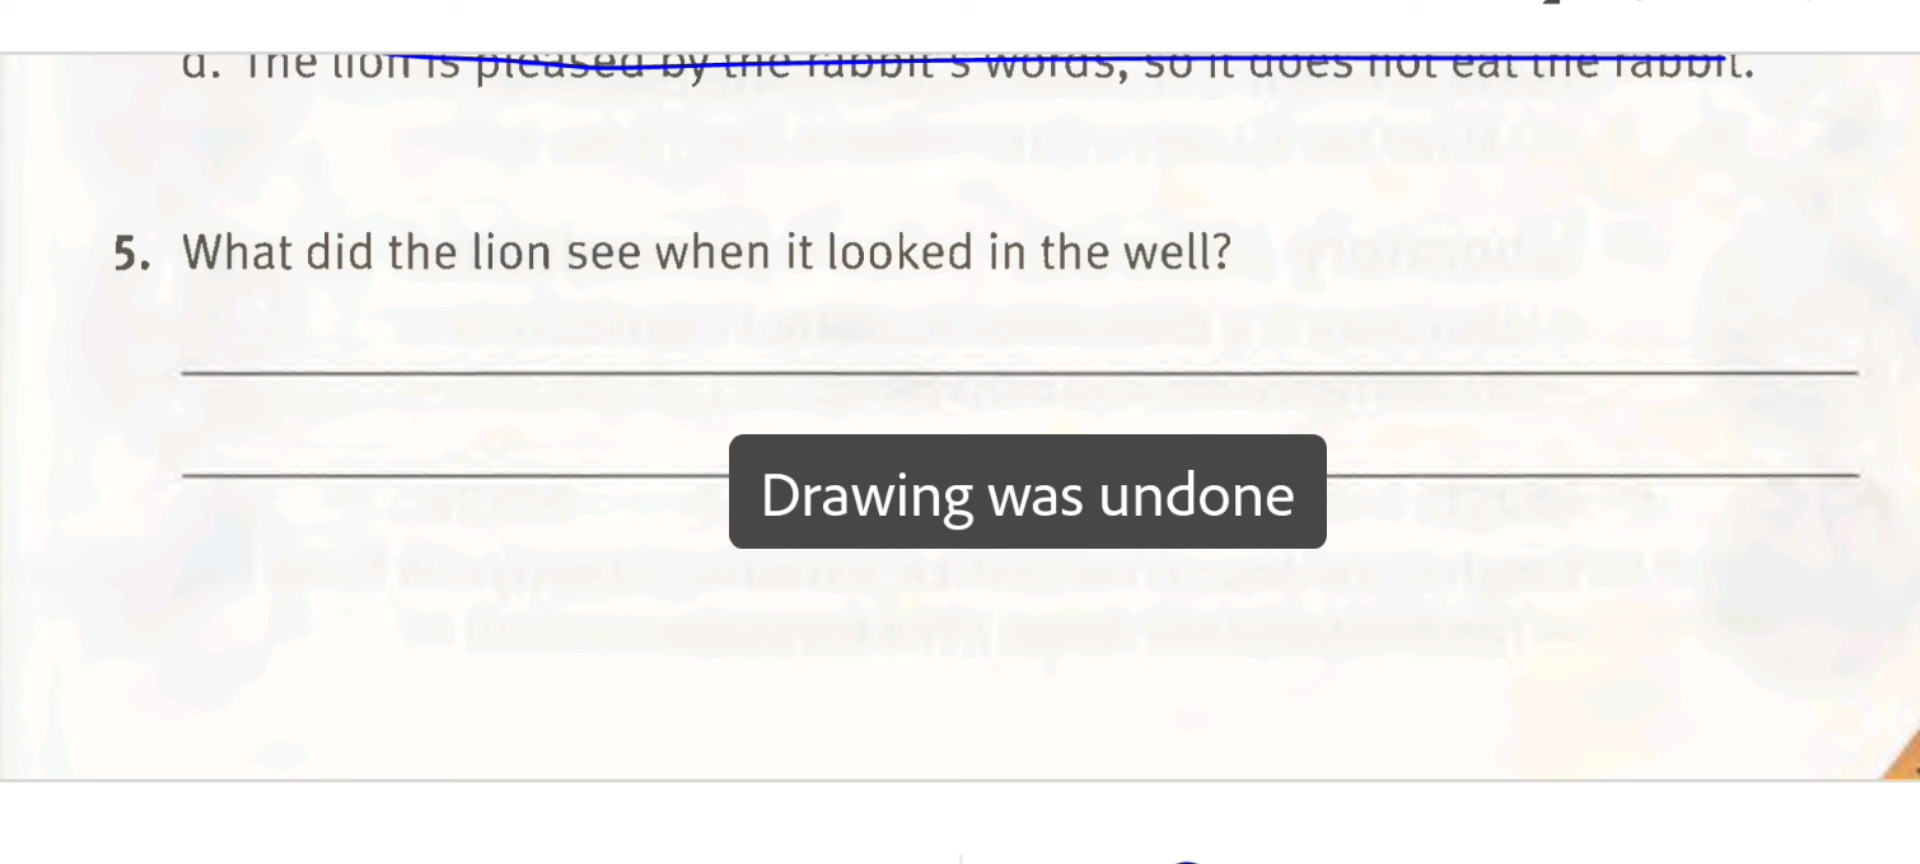 d. The lion is pleased by the rabbit's words, so it does not eat the rabbit.
5. What did the lion see when it looked in the well?
Drawing was undone